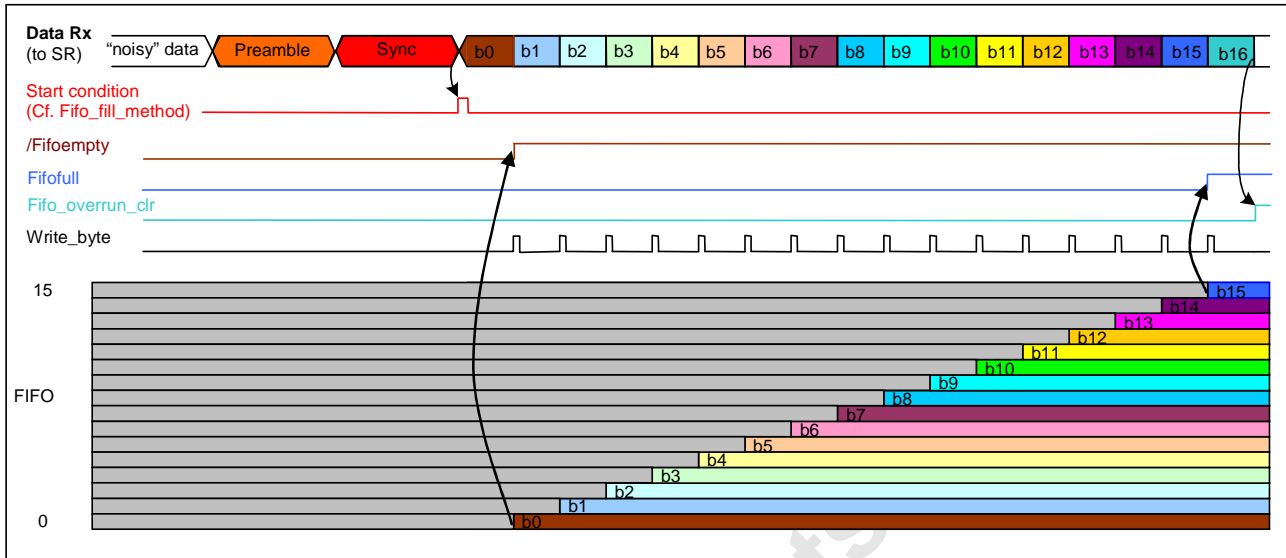 Data Rx
(to SR)
“noisy” data
Preamble
Sync
b0
b1
b2
b3
b4
b5
b6
b7
b8
b9
b10
b11
b12
b13
b14
b15
b16
Start condition
(Cf. Fifo_fill_method)
/Fifoempty
Fifofull
Fifo_overrun_clr
Write_byte
15
b15
b14
b13
b12
b11
b10
b9
FIFO
b8
b7
b6
b5
b4
b3
b2
b1
0
b0